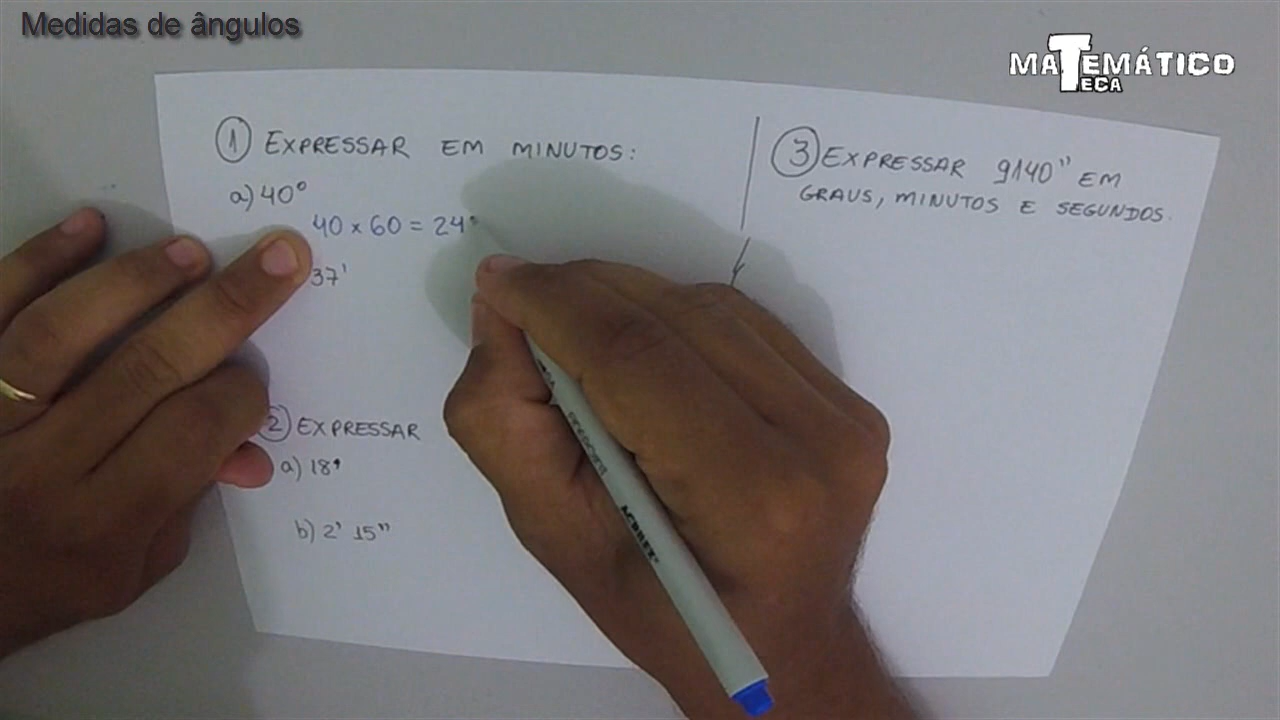 Medidas de ângulos
MATEMÁTICO
TECA
1 EXPRESSAR EM MINUTOS:
a) 40°
40 x 60 = 24
37'
2 EXPRESSAR
a) 18'
b) 2' 15"
3 EXPRESSAR 9140" EM
GRAUS, MINUTOS E SEGUNDOS.